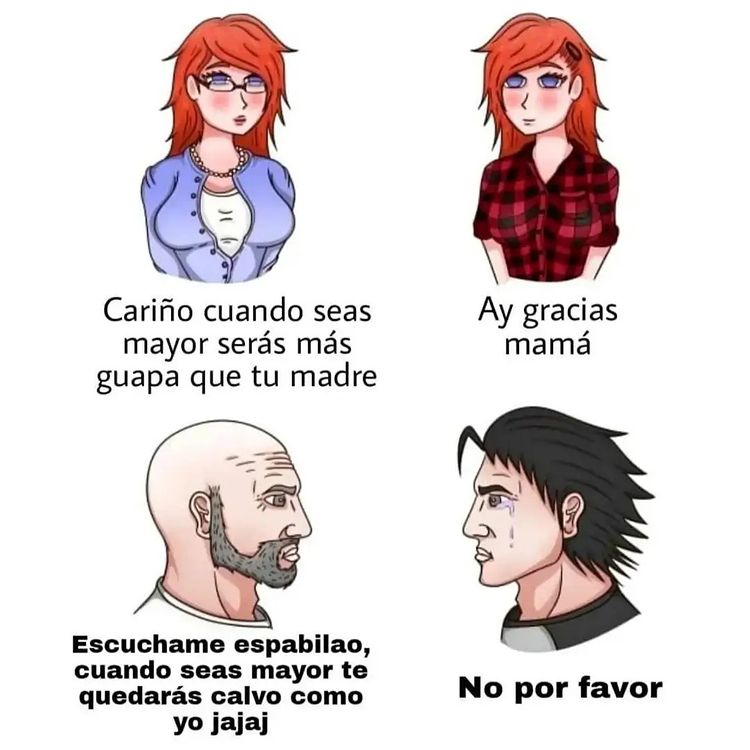 Cariño cuando seas
mayor serás más
guapa que tu madre
Ay gracias
mamá
Escuchame espabilao,
cuando seas mayor te
quedarás calvo como
yo jajaj
No por favor